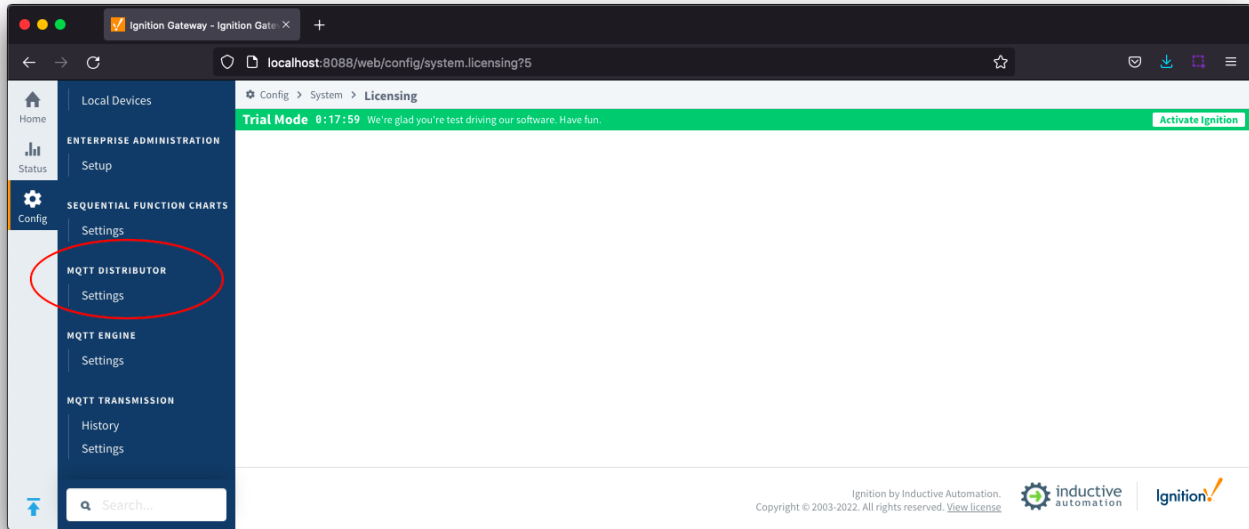 Ignition Gateway - Ignition Gate
localhost:8088/web/config/system.licensing?5
Home
Status
Config
Local Devices
ENTERPRISE ADMINISTRATION
Setup
SEQUENTIAL FUNCTION CHARTS
Settings
MQTT DISTRIBUTOR
Settings
MQTT ENGINE
Settings
MQTT TRANSMISSION
History
Settings
Search...
Config > System > Licensing
Trial Mode 0:17:59 We're glad you're test driving our software. Have fun.
Activate Ignition
Ignition by Inductive Automation.
Copyright © 2003-2022. All rights reserved. View license
inductive
automation
Ignition!